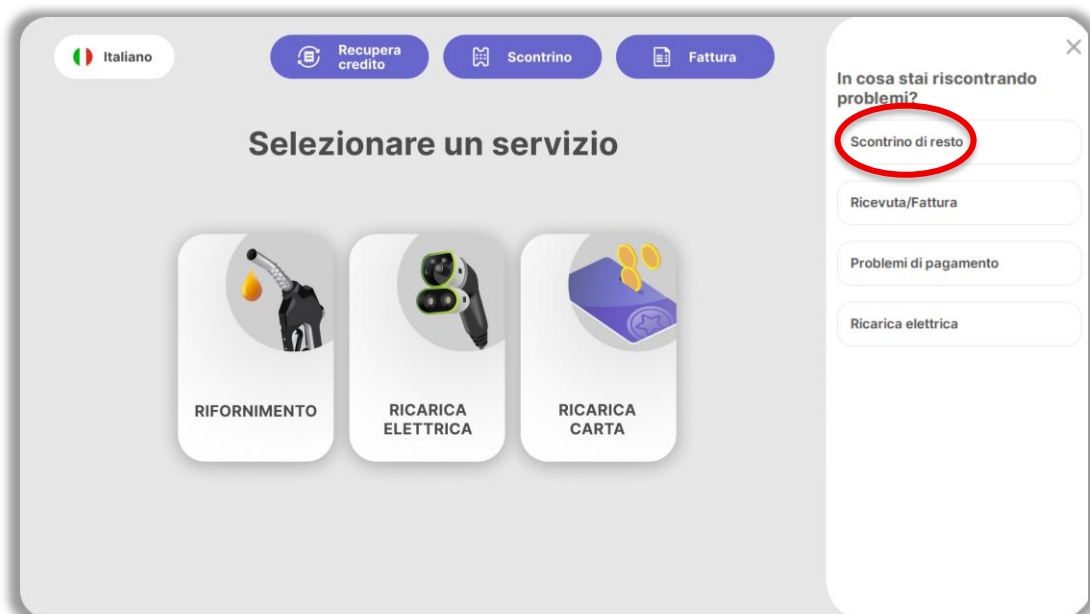 Italiano
Recupera
credito
Scontrino
Fattura
Selezionare un servizio
RIFORNIMENTO
RICARICA
ELETTRICA
RICARICA
CARTA
In cosa stai riscontrando
problemi?
Scontrino di resto
Ricevuta/Fattura
Problemi di pagamento
Ricarica elettrica